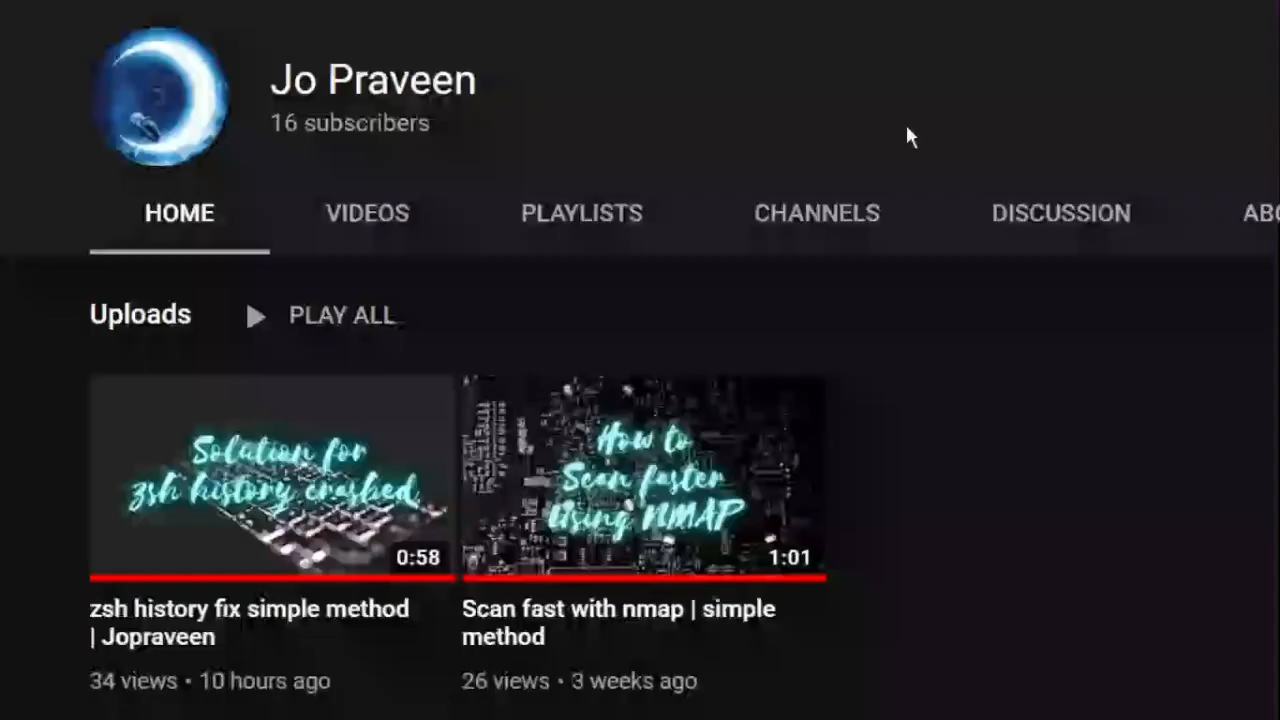 Jo Praveen
16 subscribers
HOME VIDEOS PLAYLISTS CHANNELS DISCUSSION
Uploads PLAY ALL
Solution for
zsh history crashed
0:58
How to
Scan faster
Using NMAP
1:01
zsh history fix simple method
| Jopraveen
34 views • 10 hours ago
Scan fast with nmap | simple
method
26 views • 3 weeks ago